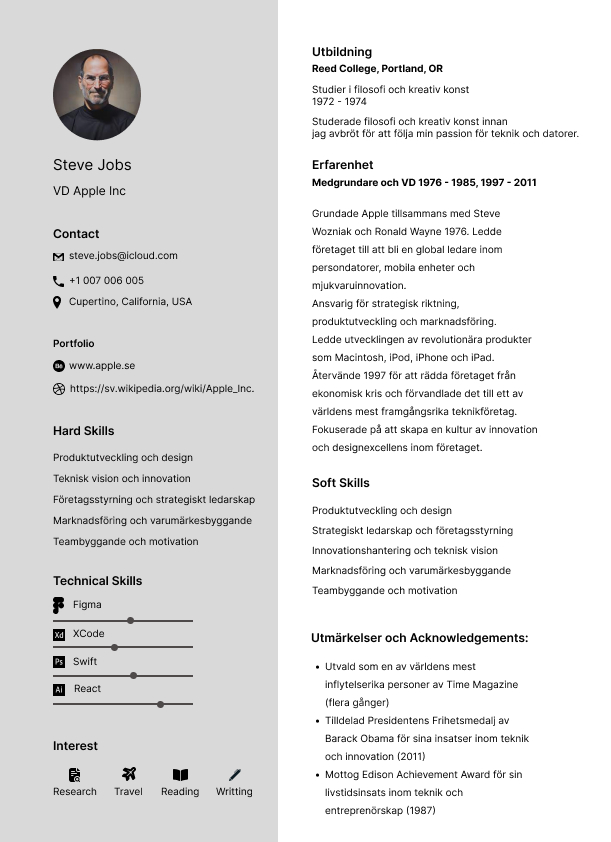 Steve Jobs
VD Apple Inc
Contact
steve.jobs@icloud.com
+1 007 006 005
Cupertino, California, USA
Portfolio
Bē www.apple.se
https://sv.wikipedia.org/wiki/Apple_Inc.
Hard Skills
Produktutveckling och design
Teknisk vision och innovation
Företagsstyrning och strategiskt ledarskap
Marknadsföring och varumärkesbyggande
Teambyggande och motivation
Technical Skills
Figma
Xd XCode
Ps Swift
Ai React
Interest
Research Travel Reading Writting
Utbildning
Reed College, Portland, OR
Studier i filosofi och kreativ konst
1972 - 1974
Studerade filosofi och kreativ konst innan
jag avbröt för att följa min passion för teknik och datorer.
Erfarenhet
Medgrundare och VD 1976 - 1985, 1997 - 2011
Grundade Apple tillsammans med Steve
Wozniak och Ronald Wayne 1976. Ledde
företaget till att bli en global ledare inom
persondatorer, mobila enheter och
mjukvaruinnovation.
Ansvarig för strategisk riktning,
produktutveckling och marknadsföring.
Ledde utvecklingen av revolutionära produkter
som Macintosh, iPod, iPhone och iPad.
Återvände 1997 för att rädda företaget från
ekonomisk kris och förvandlade det till ett av
världens mest framgångsrika teknikföretag.
Fokuserade på att skapa en kultur av innovation
och designexcellens inom företaget.
Soft Skills
Produktutveckling och design
Strategiskt ledarskap och företagsstyrning
Innovationshantering och teknisk vision
Marknadsföring och varumärkesbyggande
Teambyggande och motivation
Utmärkelser och Acknowledgements:
• Utvald som en av världens mest
inflytelserika personer av Time Magazine
(flera gånger)
• Tilldelad Presidentens Frihetsmedalj av
Barack Obama för sina insatser inom teknik
och innovation (2011)
• Mottog Edison Achievement Award för sin
livstidsinsats inom teknik och
entreprenörskap (1987)